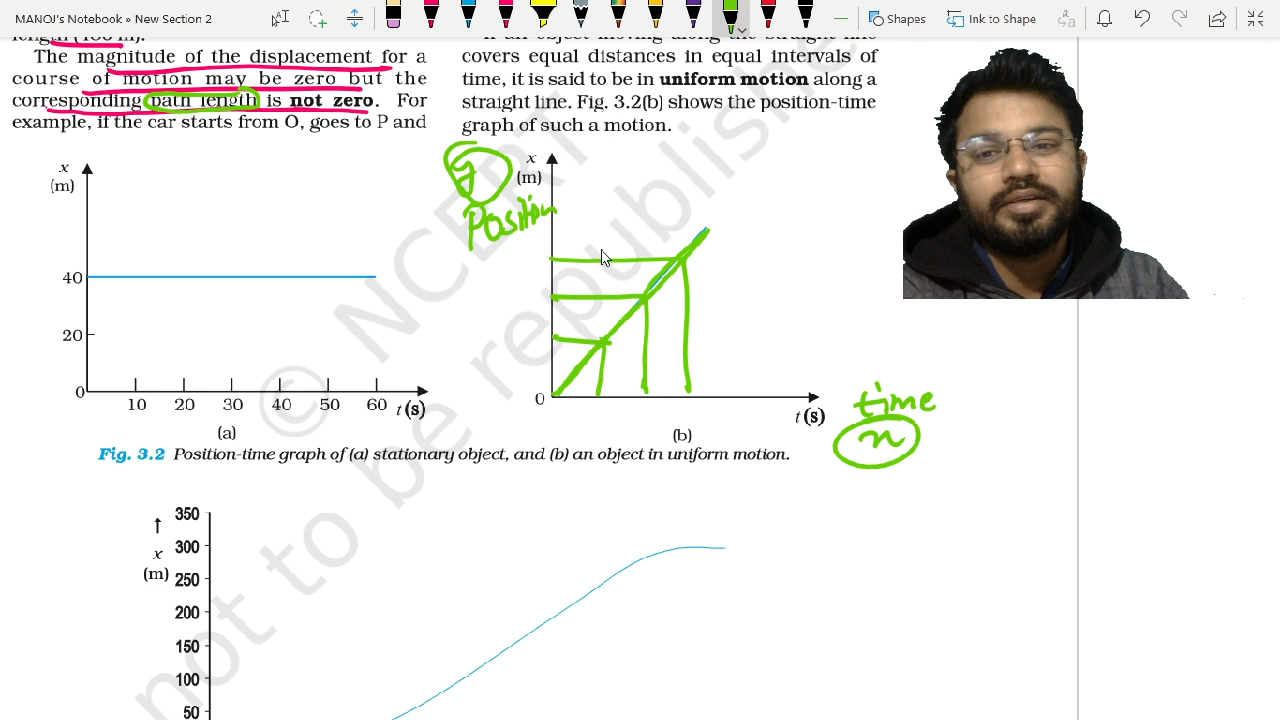 MANOJ's Notebook » New Section 2
Shapes
Ink to Shape
The magnitude of the displacement for a
course of motion may be zero but the
corresponding path length is not zero. For
example, if the car starts from O, goes to P and
covers equal distances in equal intervals of
time, it is said to be in uniform motion along a
straight line. Fig. 3.2(b) shows the position-time
graph of such a motion.
x
(m)
40
20
0
10 20 30 40 50 60 t(s)
(a)
y
Position
x
(m)
0
t(s)
(b)
time
x
Fig. 3.2 Position-time graph of (a) stationary object, and (b) an object in uniform motion.
↑
x
(m)
350
300
250
200
150
100
50
© NCERT
not to be republishe